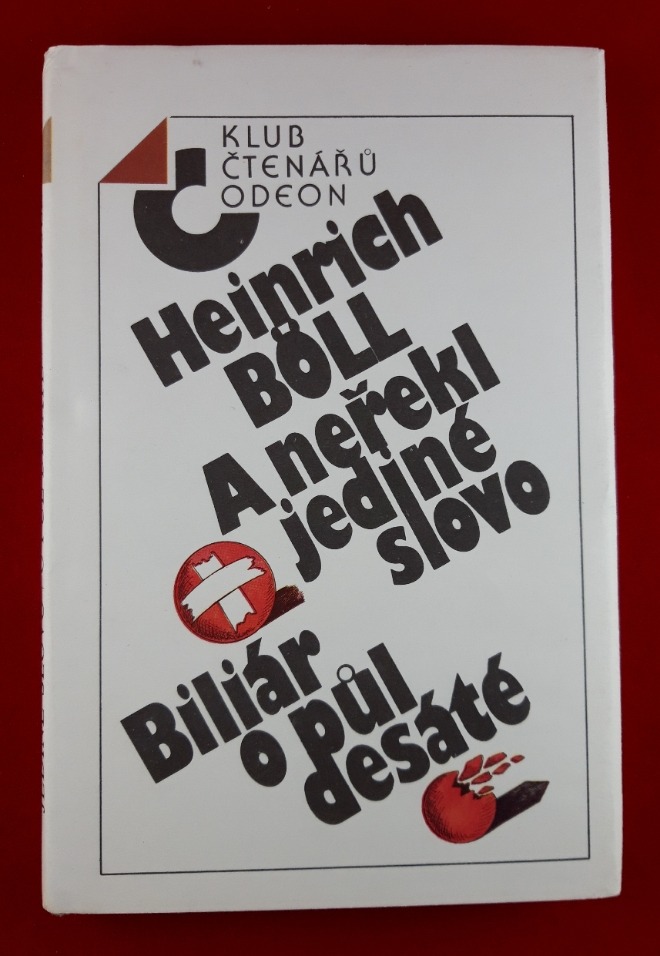 KLUB
ČTENÁŘŮ
ODEON
Heinrich
BÖLL
A neřekl
jediné
slovo
Biliár
o půl
desáté